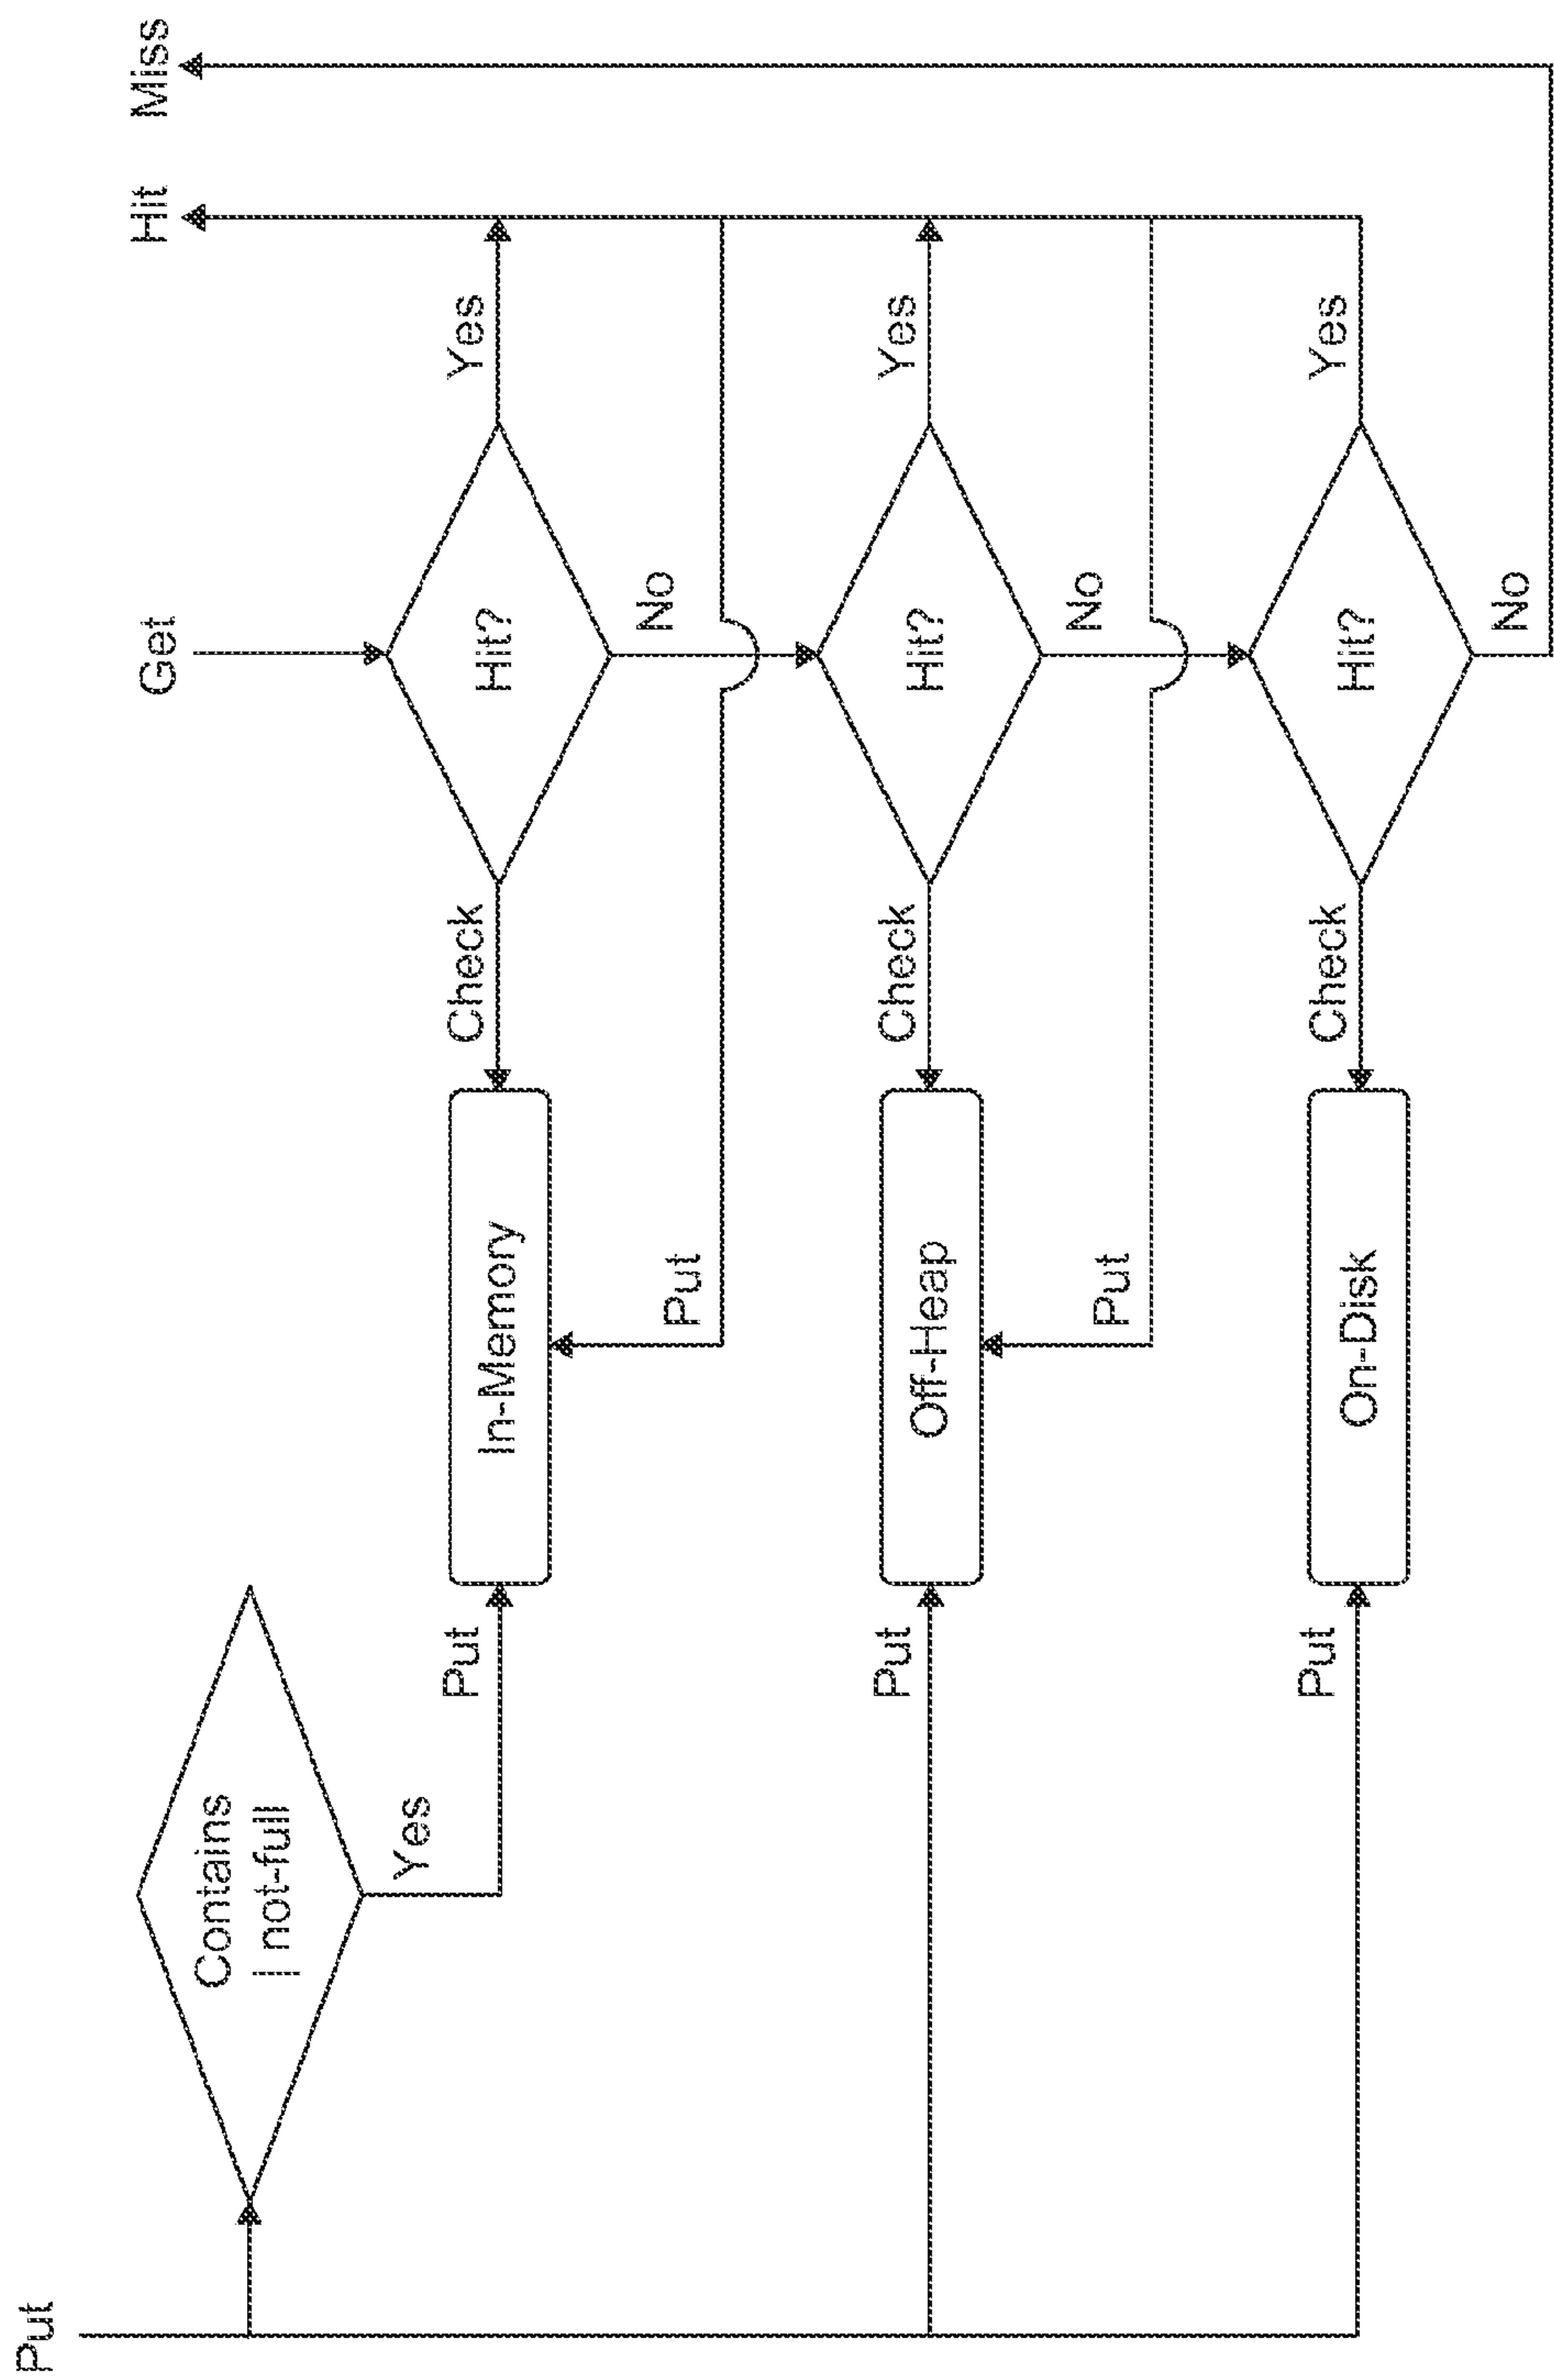 Put
Get
Hit
Miss
Contains
| not-full
Yes
Put
In-Memory
Check
Hit?
Yes
No
Put
Put
Off-Heap
Check
Hit?
Yes
No
Put
Put
On-Disk
Check
Hit?
Yes
No